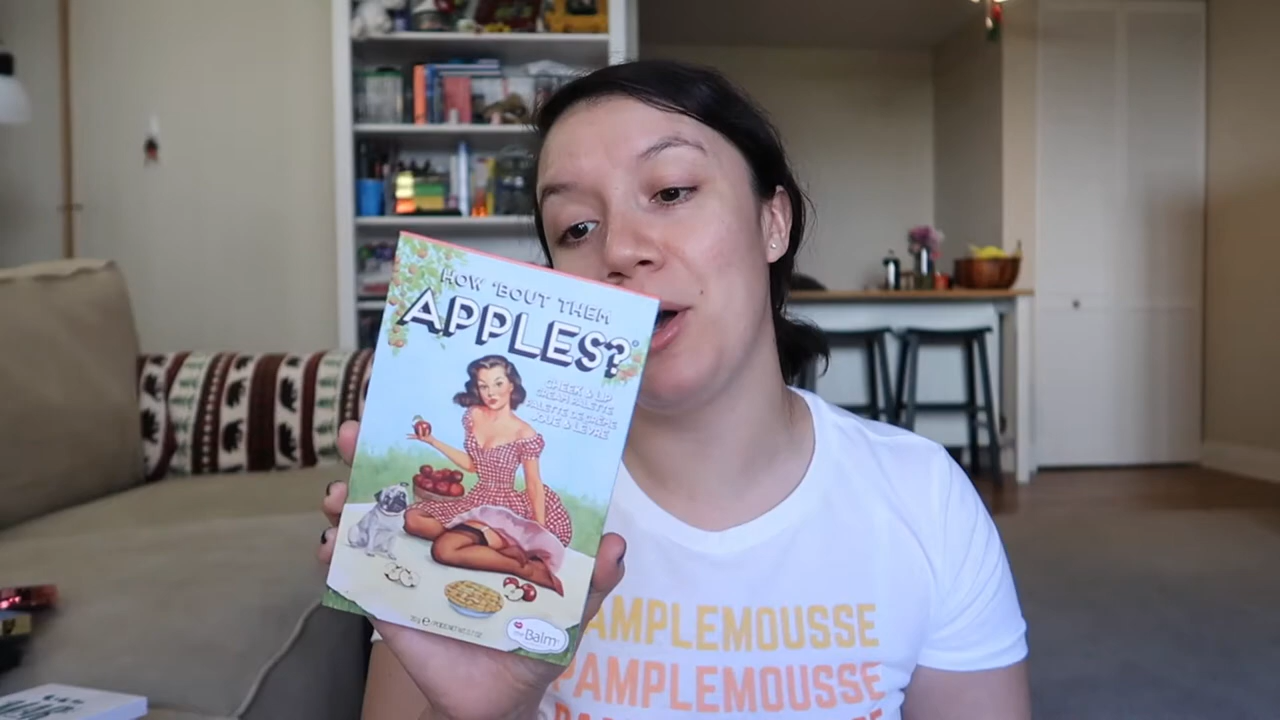 HOW 'BOUT THEM
APPLES?®
CHEEK & LIP
CREAM PALETTE
PALETTE DE CRÈME
JOUE & LÈVRE
theBalm
PAMPLEMOUSSE
PAMPLEMOUSSE